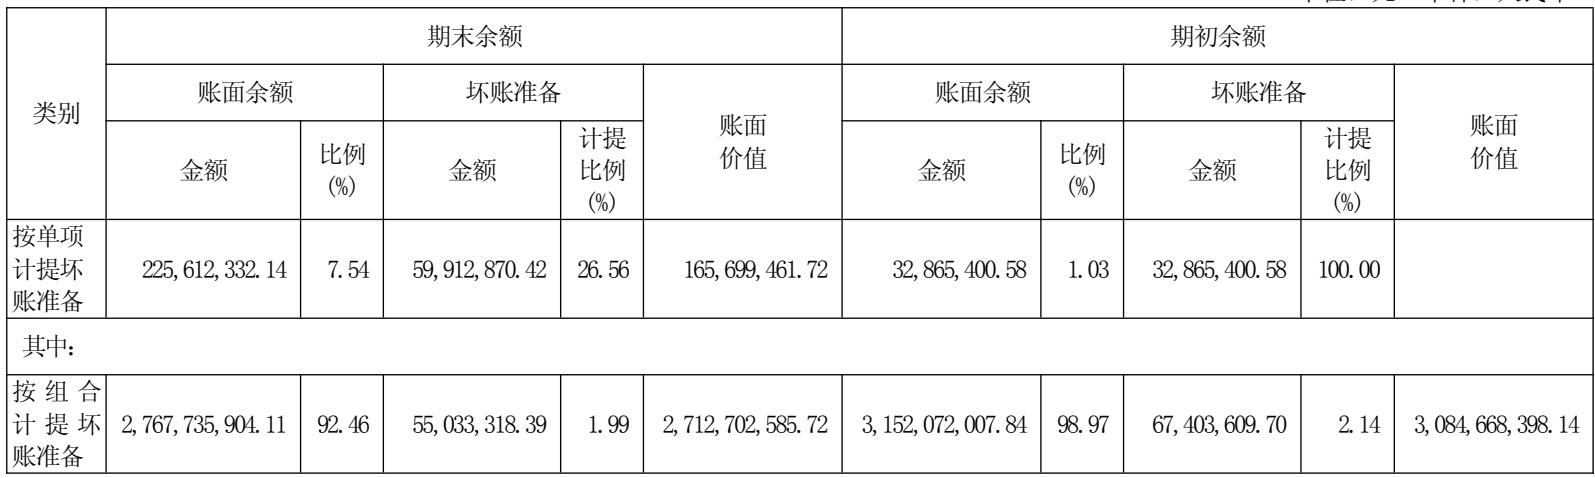 期末余额 期初余额
类别 账面余额 坏账准备 账面价值 账面余额 坏账准备 账面价值
金额 比例(%) 金额 计提比例(%) 金额 比例(%) 金额 计提比例(%)
按单项计提坏账准备 225,612,332.14 7.54 59,912,870.42 26.56 165,699,461.72 32,865,400.58 1.03 32,865,400.58 100.00
其中:
按组合计提坏账准备 2,767,735,904.11 92.46 55,033,318.39 1.99 2,712,702,585.72 3,152,072,007.84 98.97 67,403,609.70 2.14 3,084,668,398.14